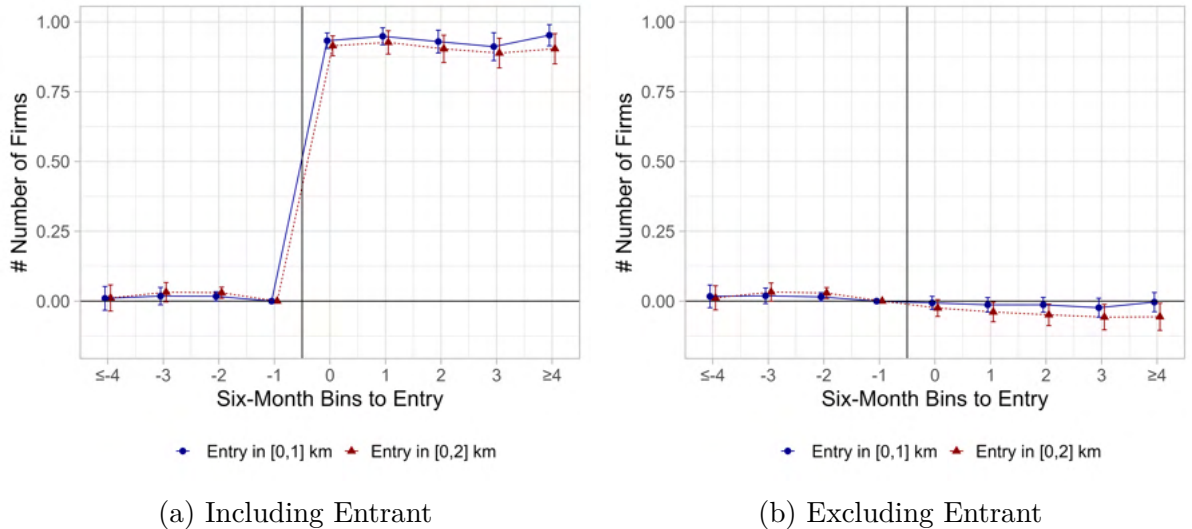 1.00
0.75
0.50
0.25
0.00
# Number of Firms
≤-4 -3 -2 -1 0 1 2 3 ≥4
Six-Month Bins to Entry
Entry in [0,1] km Entry in [0,2] km
(a) Including Entrant
1.00
0.75
0.50
0.25
0.00
# Number of Firms
≤-4 -3 -2 -1 0 1 2 3 ≥4
Six-Month Bins to Entry
Entry in [0,1] km Entry in [0,2] km
(b) Excluding Entrant